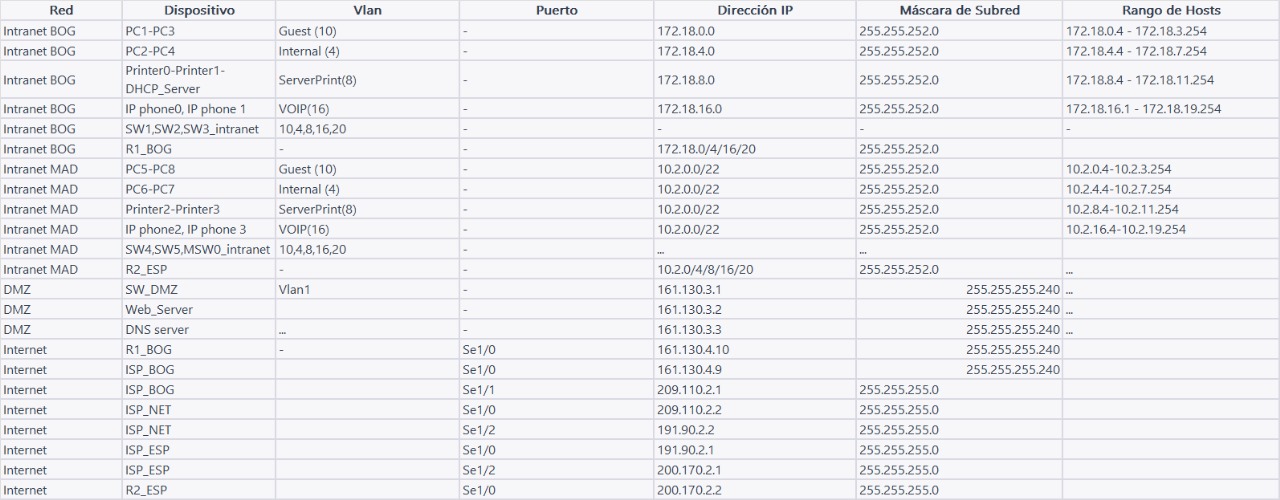 Red Dispositivo Vlan Puerto Dirección IP Máscara de Subred Rango de Hosts
Intranet BOG PC1-PC3 Guest (10) - 172.18.0.0 255.255.252.0 172.18.0.4 - 172.18.3.254
Intranet BOG PC2-PC4 Internal (4) - 172.18.4.0 255.255.252.0 172.18.4.4 - 172.18.7.254
Intranet BOG Printer0-Printer1-
DHCP_Server ServerPrint(8) - 172.18.8.0 255.255.252.0 172.18.8.4 - 172.18.11.254
Intranet BOG IP phone0, IP phone 1 VOIP(16) - 172.18.16.0 255.255.252.0 172.18.16.1 - 172.18.19.254
Intranet BOG SW1,SW2,SW3_intranet 10,4,8,16,20 - - - -
Intranet BOG R1_BOG - - 172.18.0/4/16/20 255.255.252.0
Intranet MAD PC5-PC8 Guest (10) - 10.2.0.0/22 255.255.252.0 10.2.0.4-10.2.3.254
Intranet MAD PC6-PC7 Internal (4) - 10.2.0.0/22 255.255.252.0 10.2.4.4-10.2.7.254
Intranet MAD Printer2-Printer3 ServerPrint(8) - 10.2.0.0/22 255.255.252.0 10.2.8.4-10.2.11.254
Intranet MAD IP phone2, IP phone 3 VOIP(16) - 10.2.0.0/22 255.255.252.0 10.2.16.4-10.2.19.254
Intranet MAD SW4,SW5,MSW0_intranet 10,4,8,16,20 - ... ...
Intranet MAD R2_ESP - - 10.2.0/4/8/16/20 255.255.252.0 ...
DMZ SW_DMZ Vlan1 - 161.130.3.1 255.255.255.240 ...
DMZ Web_Server - 161.130.3.2 255.255.255.240 ...
DMZ DNS server ... - 161.130.3.3 255.255.255.240 ...
Internet R1_BOG - Se1/0 161.130.4.10 255.255.255.240
Internet ISP_BOG Se1/0 161.130.4.9 255.255.255.240
Internet ISP_BOG Se1/1 209.110.2.1 255.255.255.0
Internet ISP_NET Se1/0 209.110.2.2 255.255.255.0
Internet ISP_NET Se1/2 191.90.2.2 255.255.255.0
Internet ISP_ESP Se1/0 191.90.2.1 255.255.255.0
Internet ISP_ESP Se1/2 200.170.2.1 255.255.255.0
Internet R2_ESP Se1/0 200.170.2.2 255.255.255.0